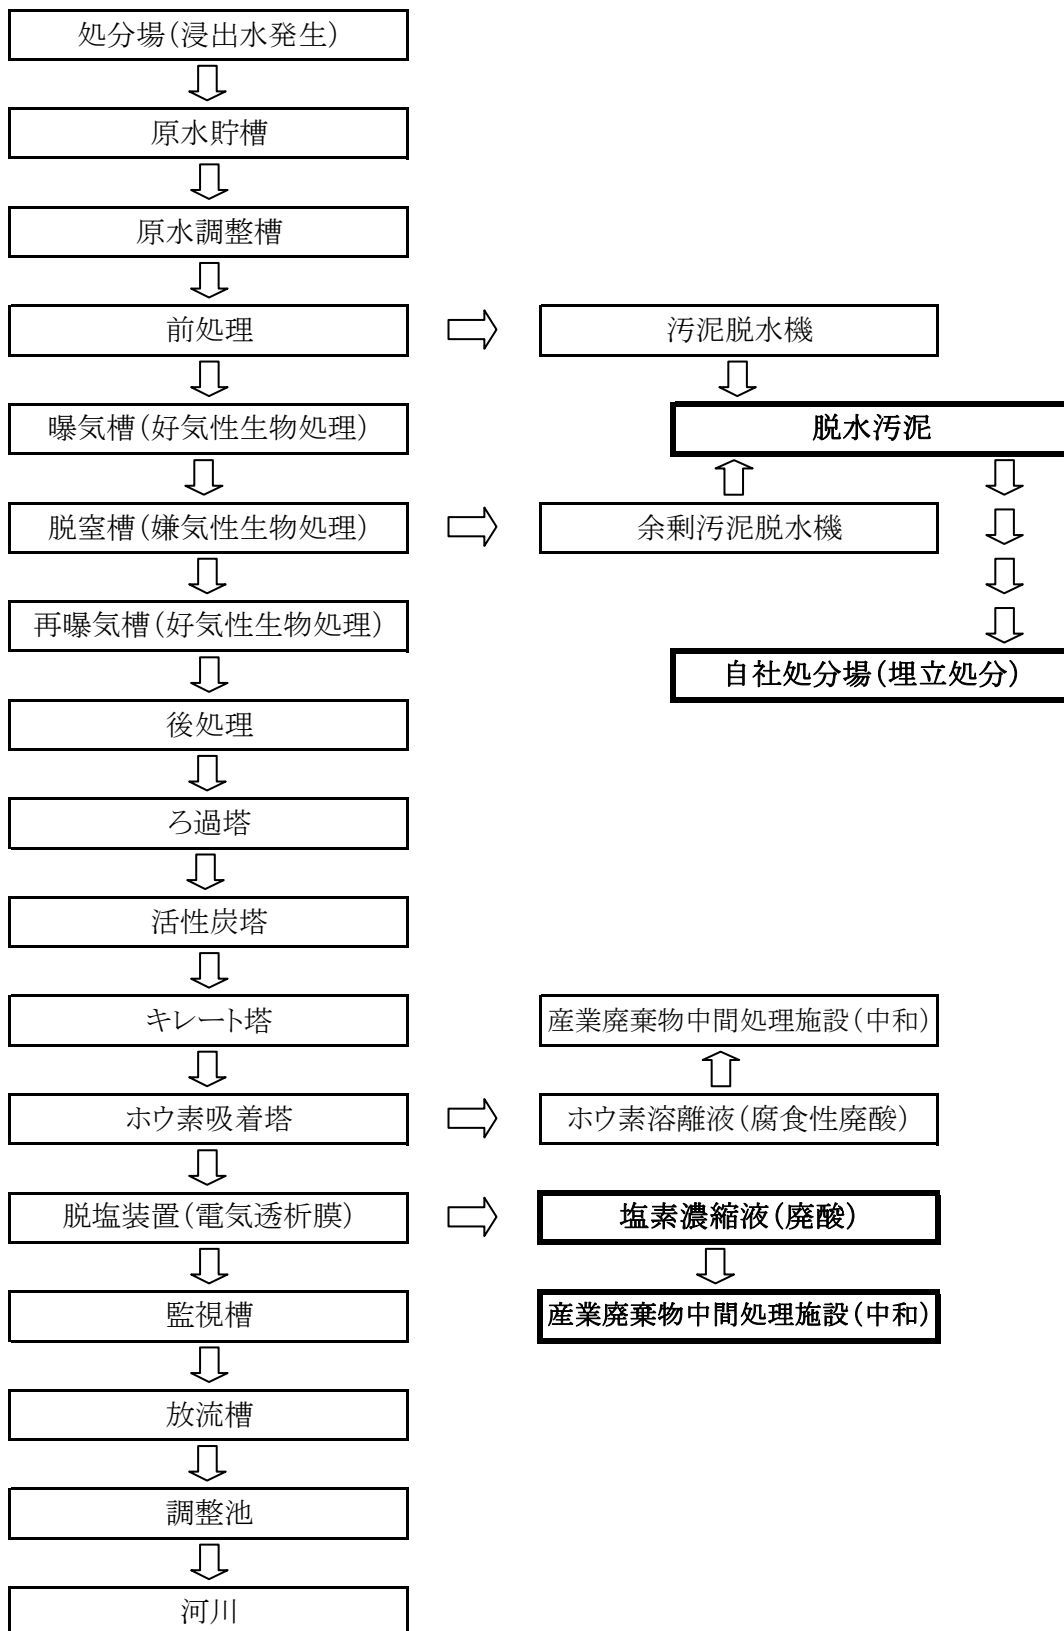 処分場(浸出水発生)
原水貯槽
原水調整槽
前処理
汚泥脱水機
曝気槽(好気性生物処理)
脱水汚泥
脱窒槽(嫌気性生物処理)
余剰汚泥脱水機
再曝気槽(好気性生物処理)
自社処分場(埋立処分)
後処理
ろ過塔
活性炭塔
キレート塔
産業廃棄物中間処理施設(中和)
ホウ素吸着塔
ホウ素溶離液(腐食性廃酸)
脱塩装置(電気透析膜)
塩素濃縮液(廃酸)
監視槽
産業廃棄物中間処理施設(中和)
放流槽
調整池
河川